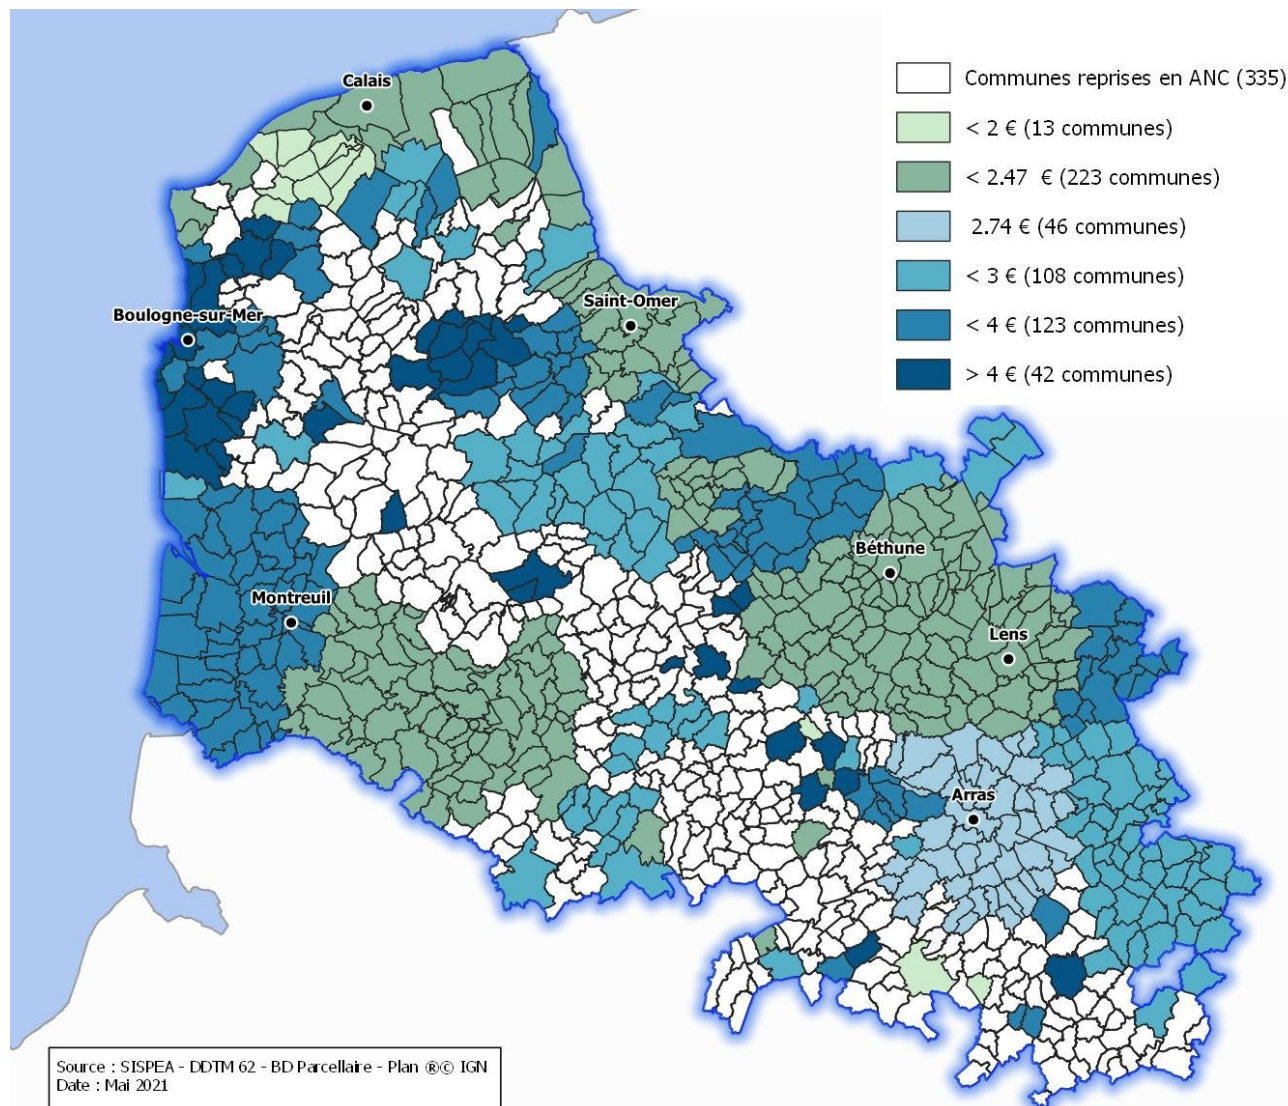 Calais
Saint-Omer
Boulogne-sur-Mer
Béthune
Montreuil
Lens
Arras
Communes reprises en ANC (335)
< 2 € (13 communes)
< 2.47 € (223 communes)
2.74 € (46 communes)
< 3 € (108 communes)
< 4 € (123 communes)
> 4 € (42 communes)
Source : SISPEA - DDTM 62 - BD Parcellaire - Plan ®© IGN
Date : Mai 2021